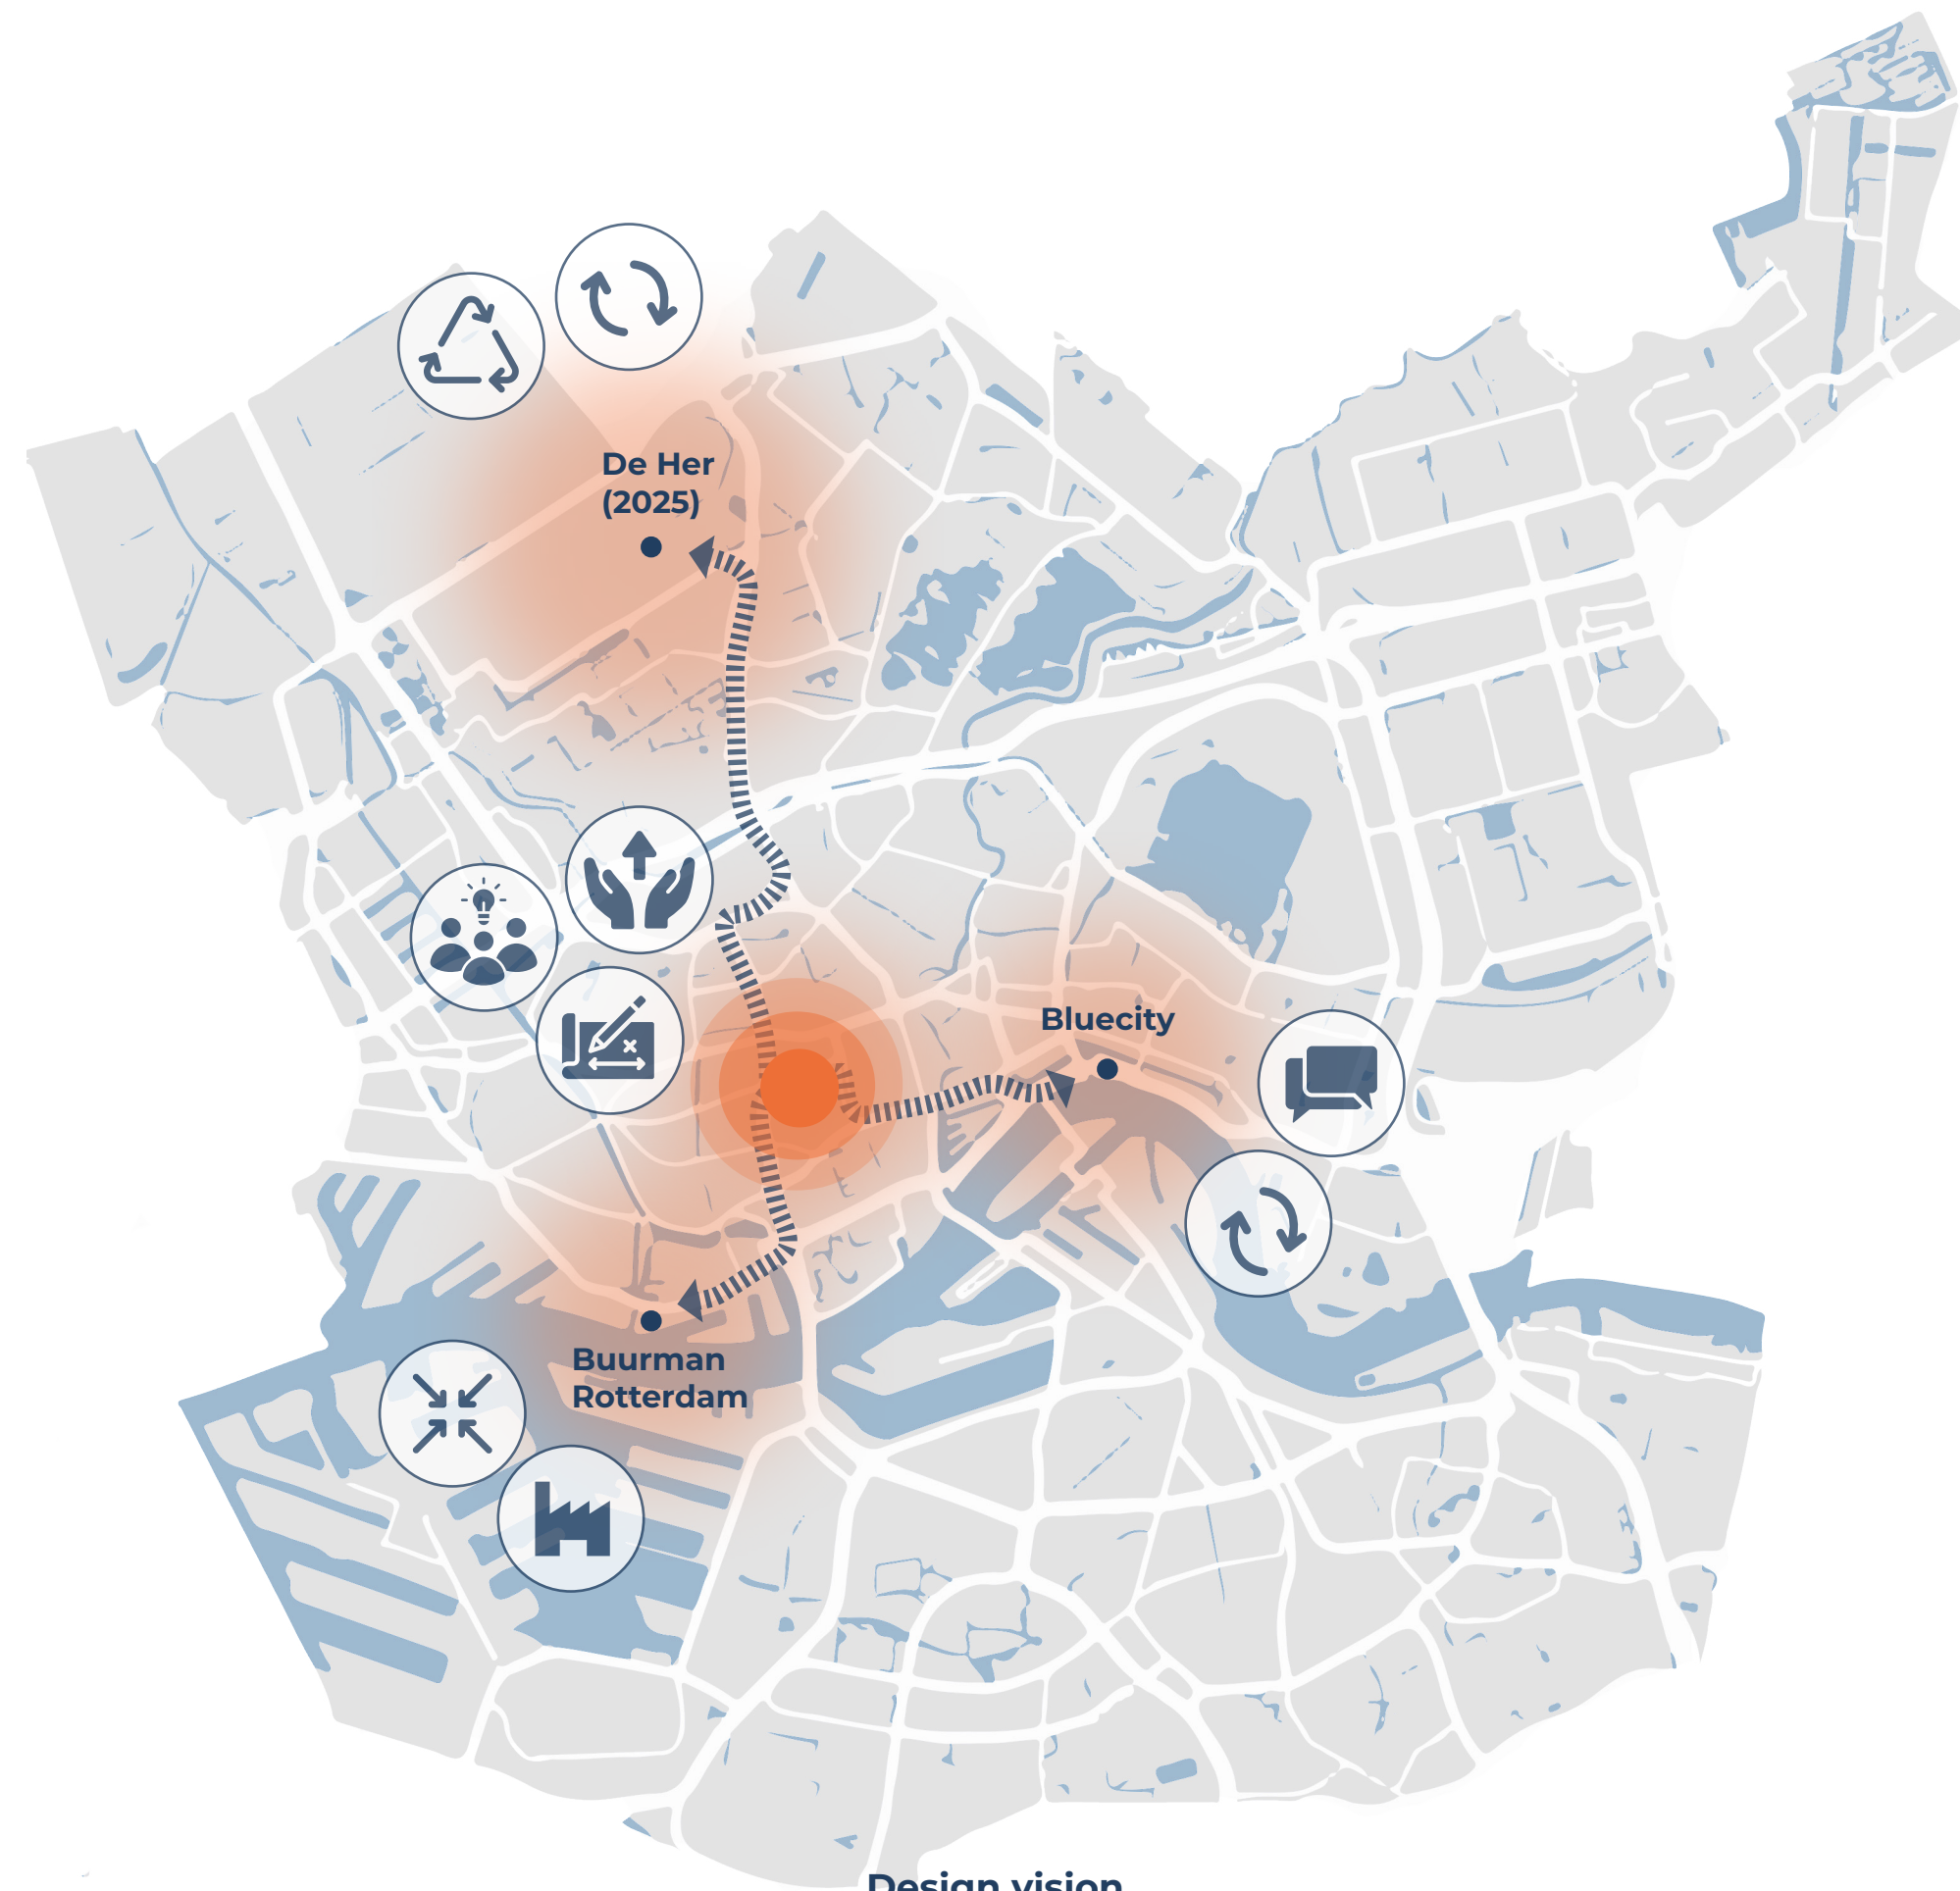 De Her
(2025)
Bluecity
Buurman
Rotterdam
Design vision